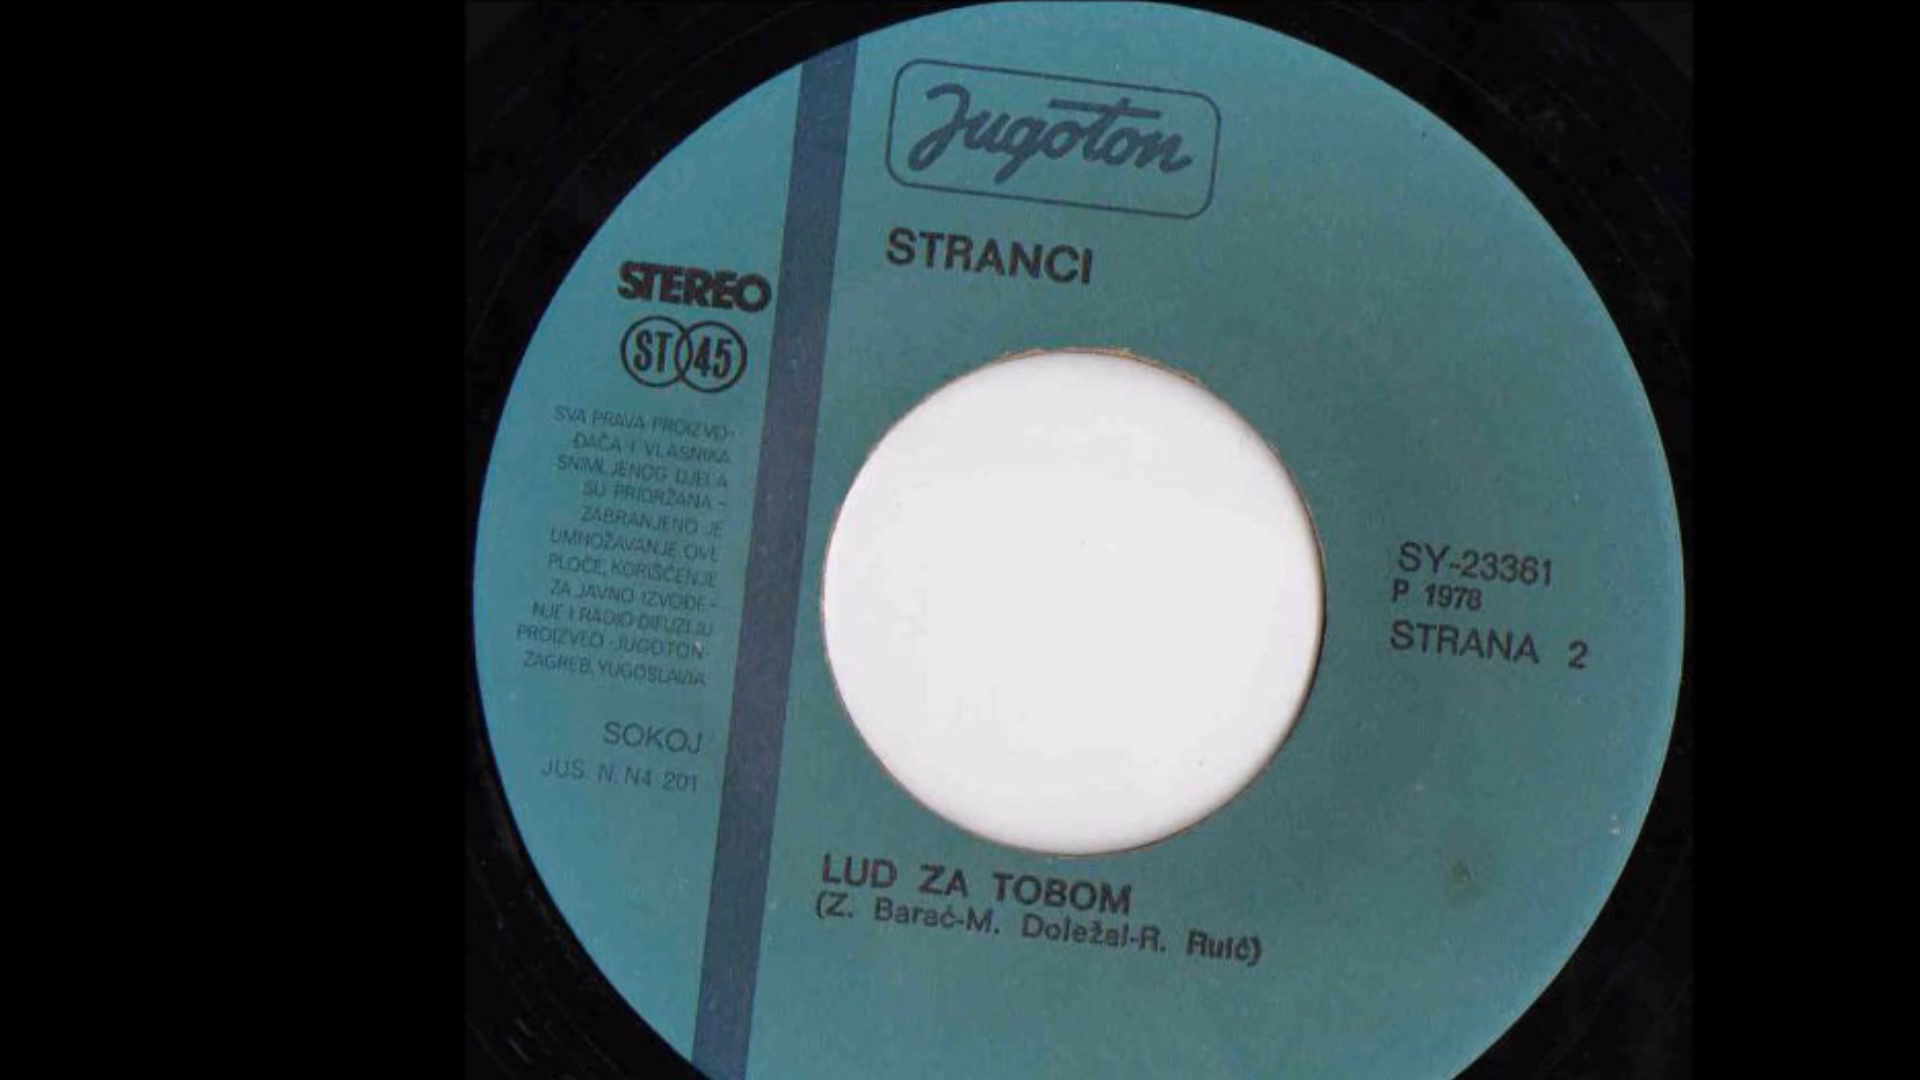 Jugoton
STRANCI
STEREO
ST 45
SVA PRAVA PROIZVO-
ĐAČA I VLASNIKA
SNIMLJENOG DJELA
SU PRIDRŽANA -
ZABRANJENO JE
UMNOŽAVANJE OVE
PLOČE, KORIŠĆENJE
ZA JAVNO IZVOĐE-
NJE I RADIO DIFUZIJU
PROIZVEO - JUGOTON-
ZAGREB, YUGOSLAVIA
SOKOJ
JUS. N. N4 201
SY-23361
P 1978
STRANA 2
LUD ZA TOBOM
(Z. Barać-M. Doležal-R. Ruić)